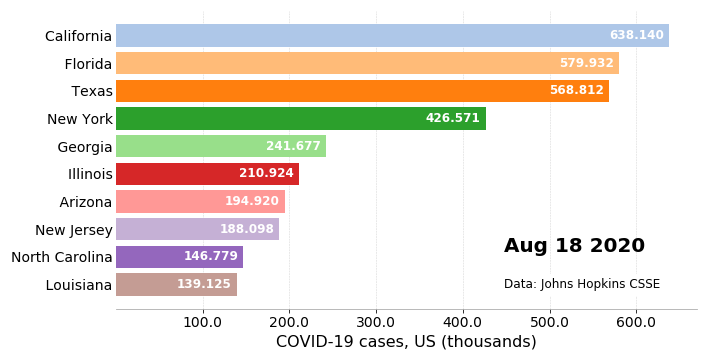 California 638.140
Florida 579.932
Texas 568.812
New York 426.571
Georgia 241.677
Illinois 210.924
Arizona 194.920
New Jersey 188.098
North Carolina 146.779
Louisiana 139.125
Aug 18 2020
Data: Johns Hopkins CSSE
100.0 200.0 300.0 400.0 500.0 600.0
COVID-19 cases, US (thousands)